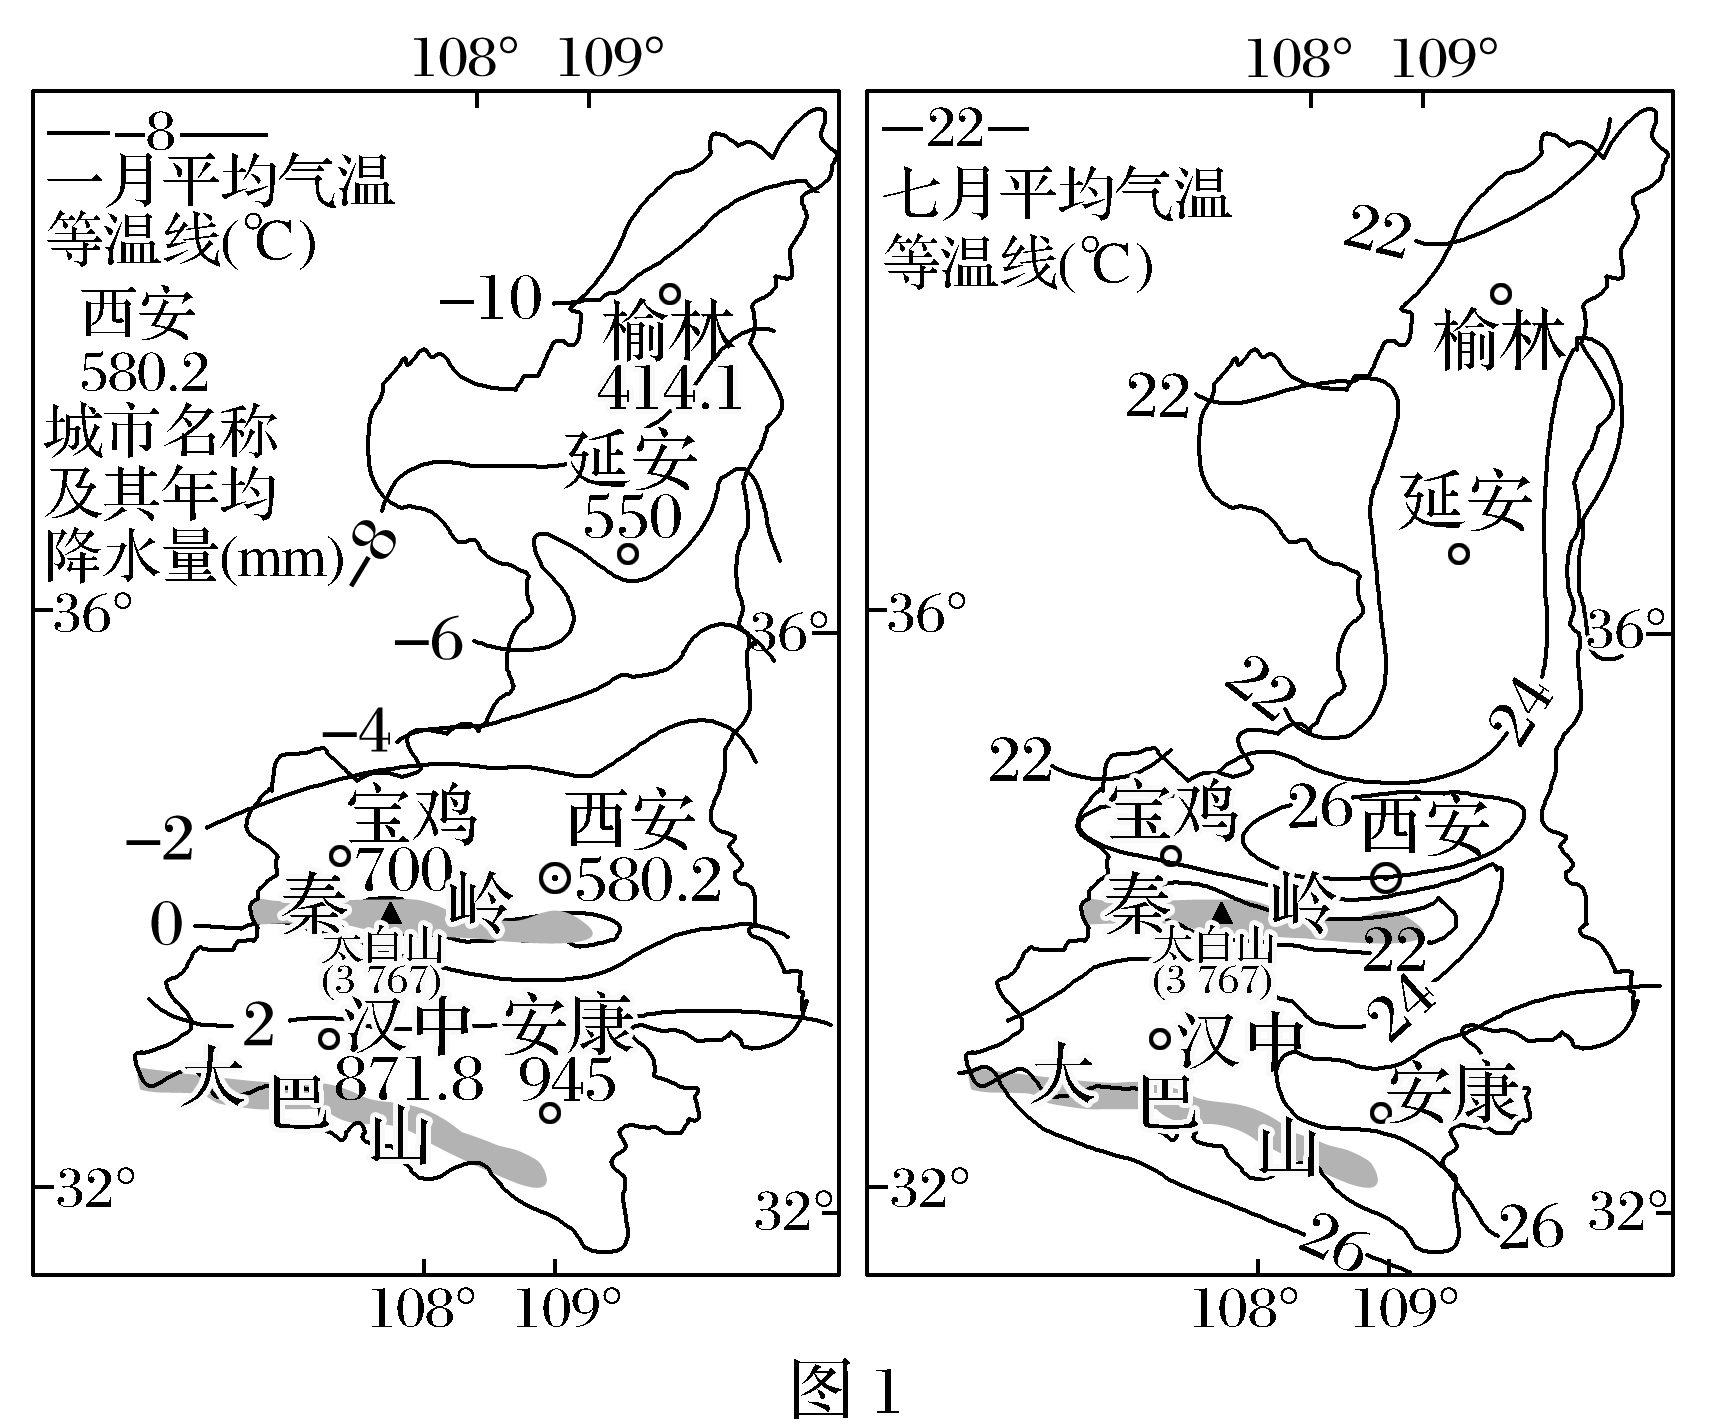 108° 109°
—-8—
一月平均气温
等温线(℃)
西安
580.2
城市名称
及其年均
降水量(mm)
-10
榆林
414.1
延安
550
-8
36°
36°
-6
-4
-2
宝鸡
700
西安
580.2
秦岭
0
太白山
(3 767)
2
汉中
871.8
安康
945
大巴山
32°
32°
108° 109°
108° 109°
—22—
七月平均气温
等温线(℃)
22
榆林
22
延安
36°
36°
22
24
22
宝鸡
26
西安
秦岭
太白山
(3 767)
22
24
汉中
大巴山
安康
32°
26
26
32°
108° 109°
图 1